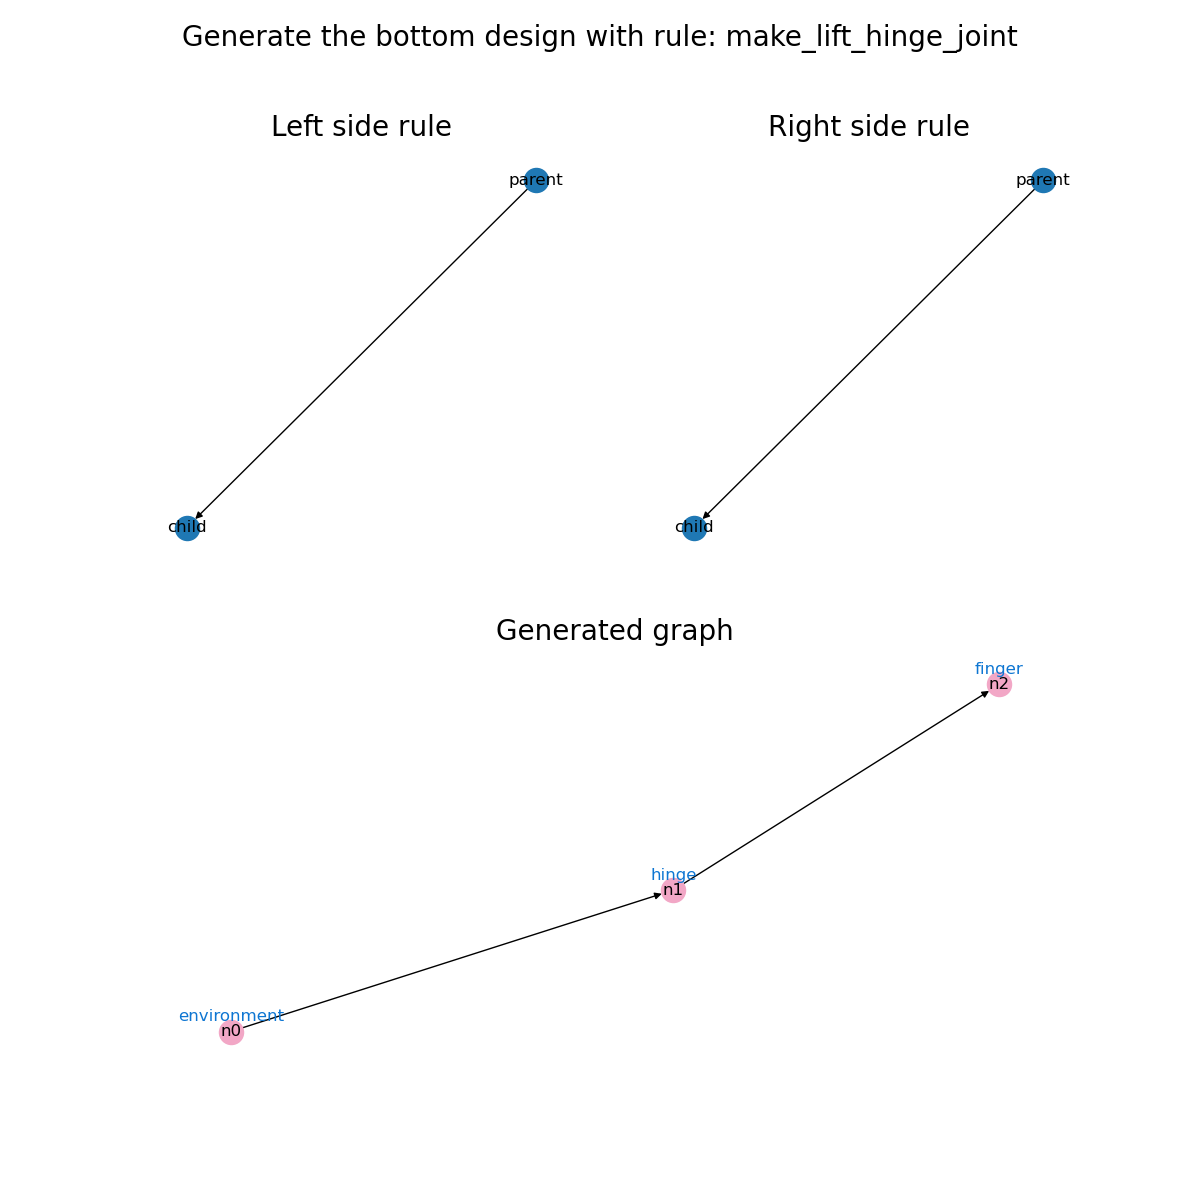 Generate the bottom design with rule: make_lift_hinge_joint
Left side rule
Right side rule
parent
parent
child
child
Generated graph
finger
n2
hinge
n1
environment
n0